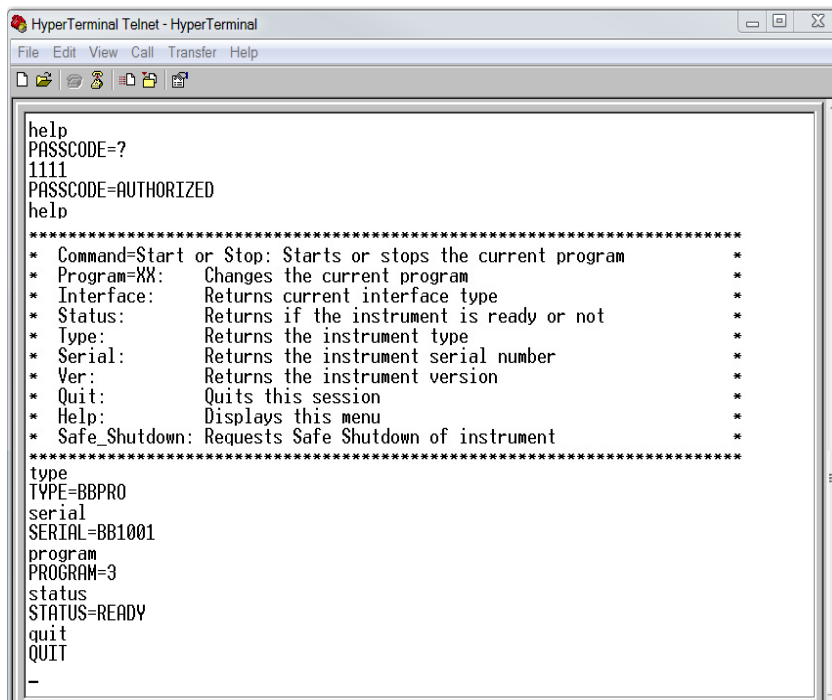 HyperTerminal Telnet - HyperTerminal
File Edit View Call Transfer Help
help
PASSCODE=?
1111
PASSCODE=AUTHORIZED
help
*************************************************************************
* Command=Start or Stop: Starts or stops the current program *
* Program=XX: Changes the current program *
* Interface: Returns current interface type *
* Status: Returns if the instrument is ready or not *
* Type: Returns the instrument type *
* Serial: Returns the instrument serial number *
* Ver: Returns the instrument version *
* Quit: Quits this session *
* Help: Displays this menu *
* Safe_Shutdown: Requests Safe Shutdown of instrument *
*************************************************************************
type
TYPE=BBPRO
serial
SERIAL=BB1001
program
PROGRAM=3
status
STATUS=READY
quit
QUIT
_